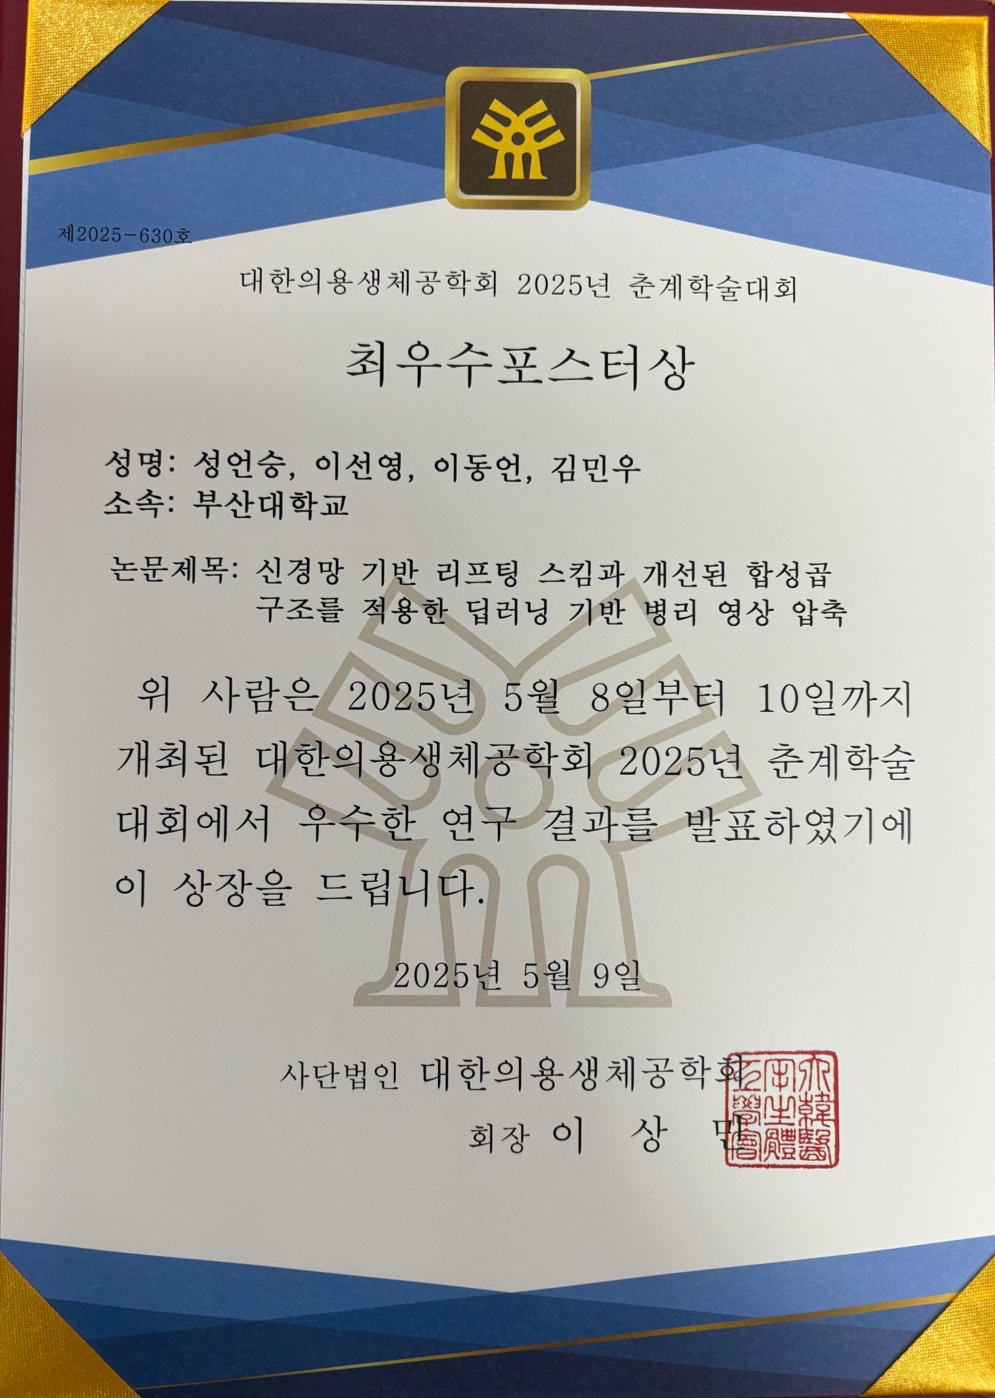 제2025-630호
대한의용생체공학회 2025년 춘계학술대회
최우수포스터상
성명: 성언승, 이선영, 이동언, 김민우
소속: 부산대학교
논문제목: 신경망 기반 리프팅 스킴과 개선된 합성곱
구조를 적용한 딥러닝 기반 병리 영상 압축
위 사람은 2025년 5월 8일부터 10일까지
개최된 대한의용생체공학회 2025년 춘계학술
대회에서 우수한 연구 결과를 발표하였기에
이 상장을 드립니다.
2025년 5월 9일
사단법인 대한의용생체공학회
회장 이 상 민